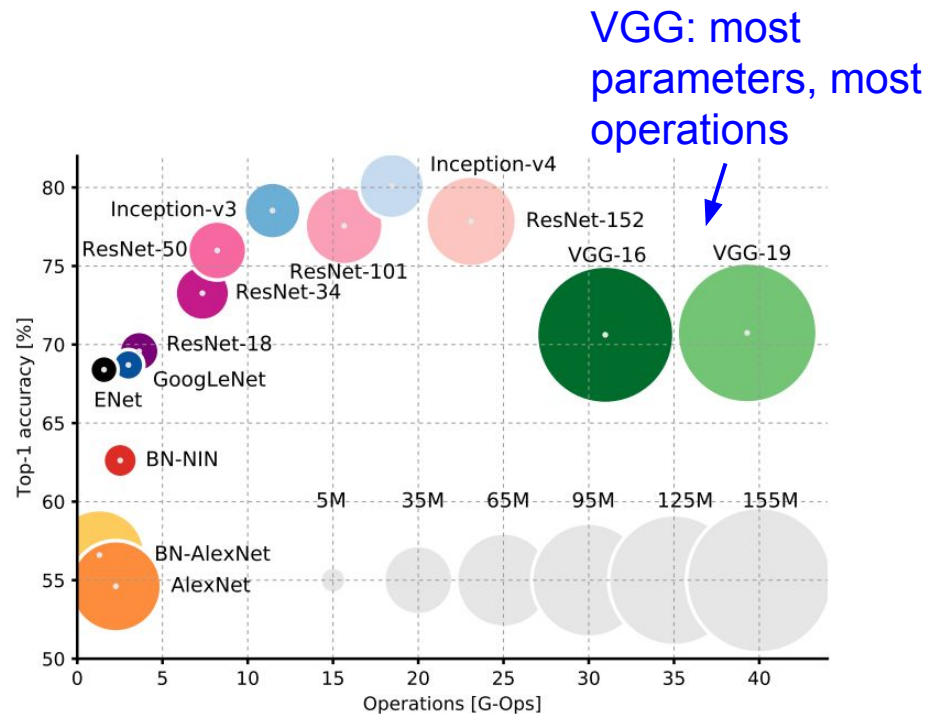 VGG: most
parameters, most
operations
Inception-v4
80
Inception-v3
ResNet-152
ResNet-50
VGG-16
VGG-19
75
ResNet-101
ResNet-34
70
ResNet-18
GoogLeNet
ENet
Top-1 accuracy [%]
65
BN-NIN
60
5M 35M 65M 95M 125M 155M
BN-AlexNet
55
AlexNet
50
0 5 10 15 20 25 30 35 40
Operations [G-Ops]